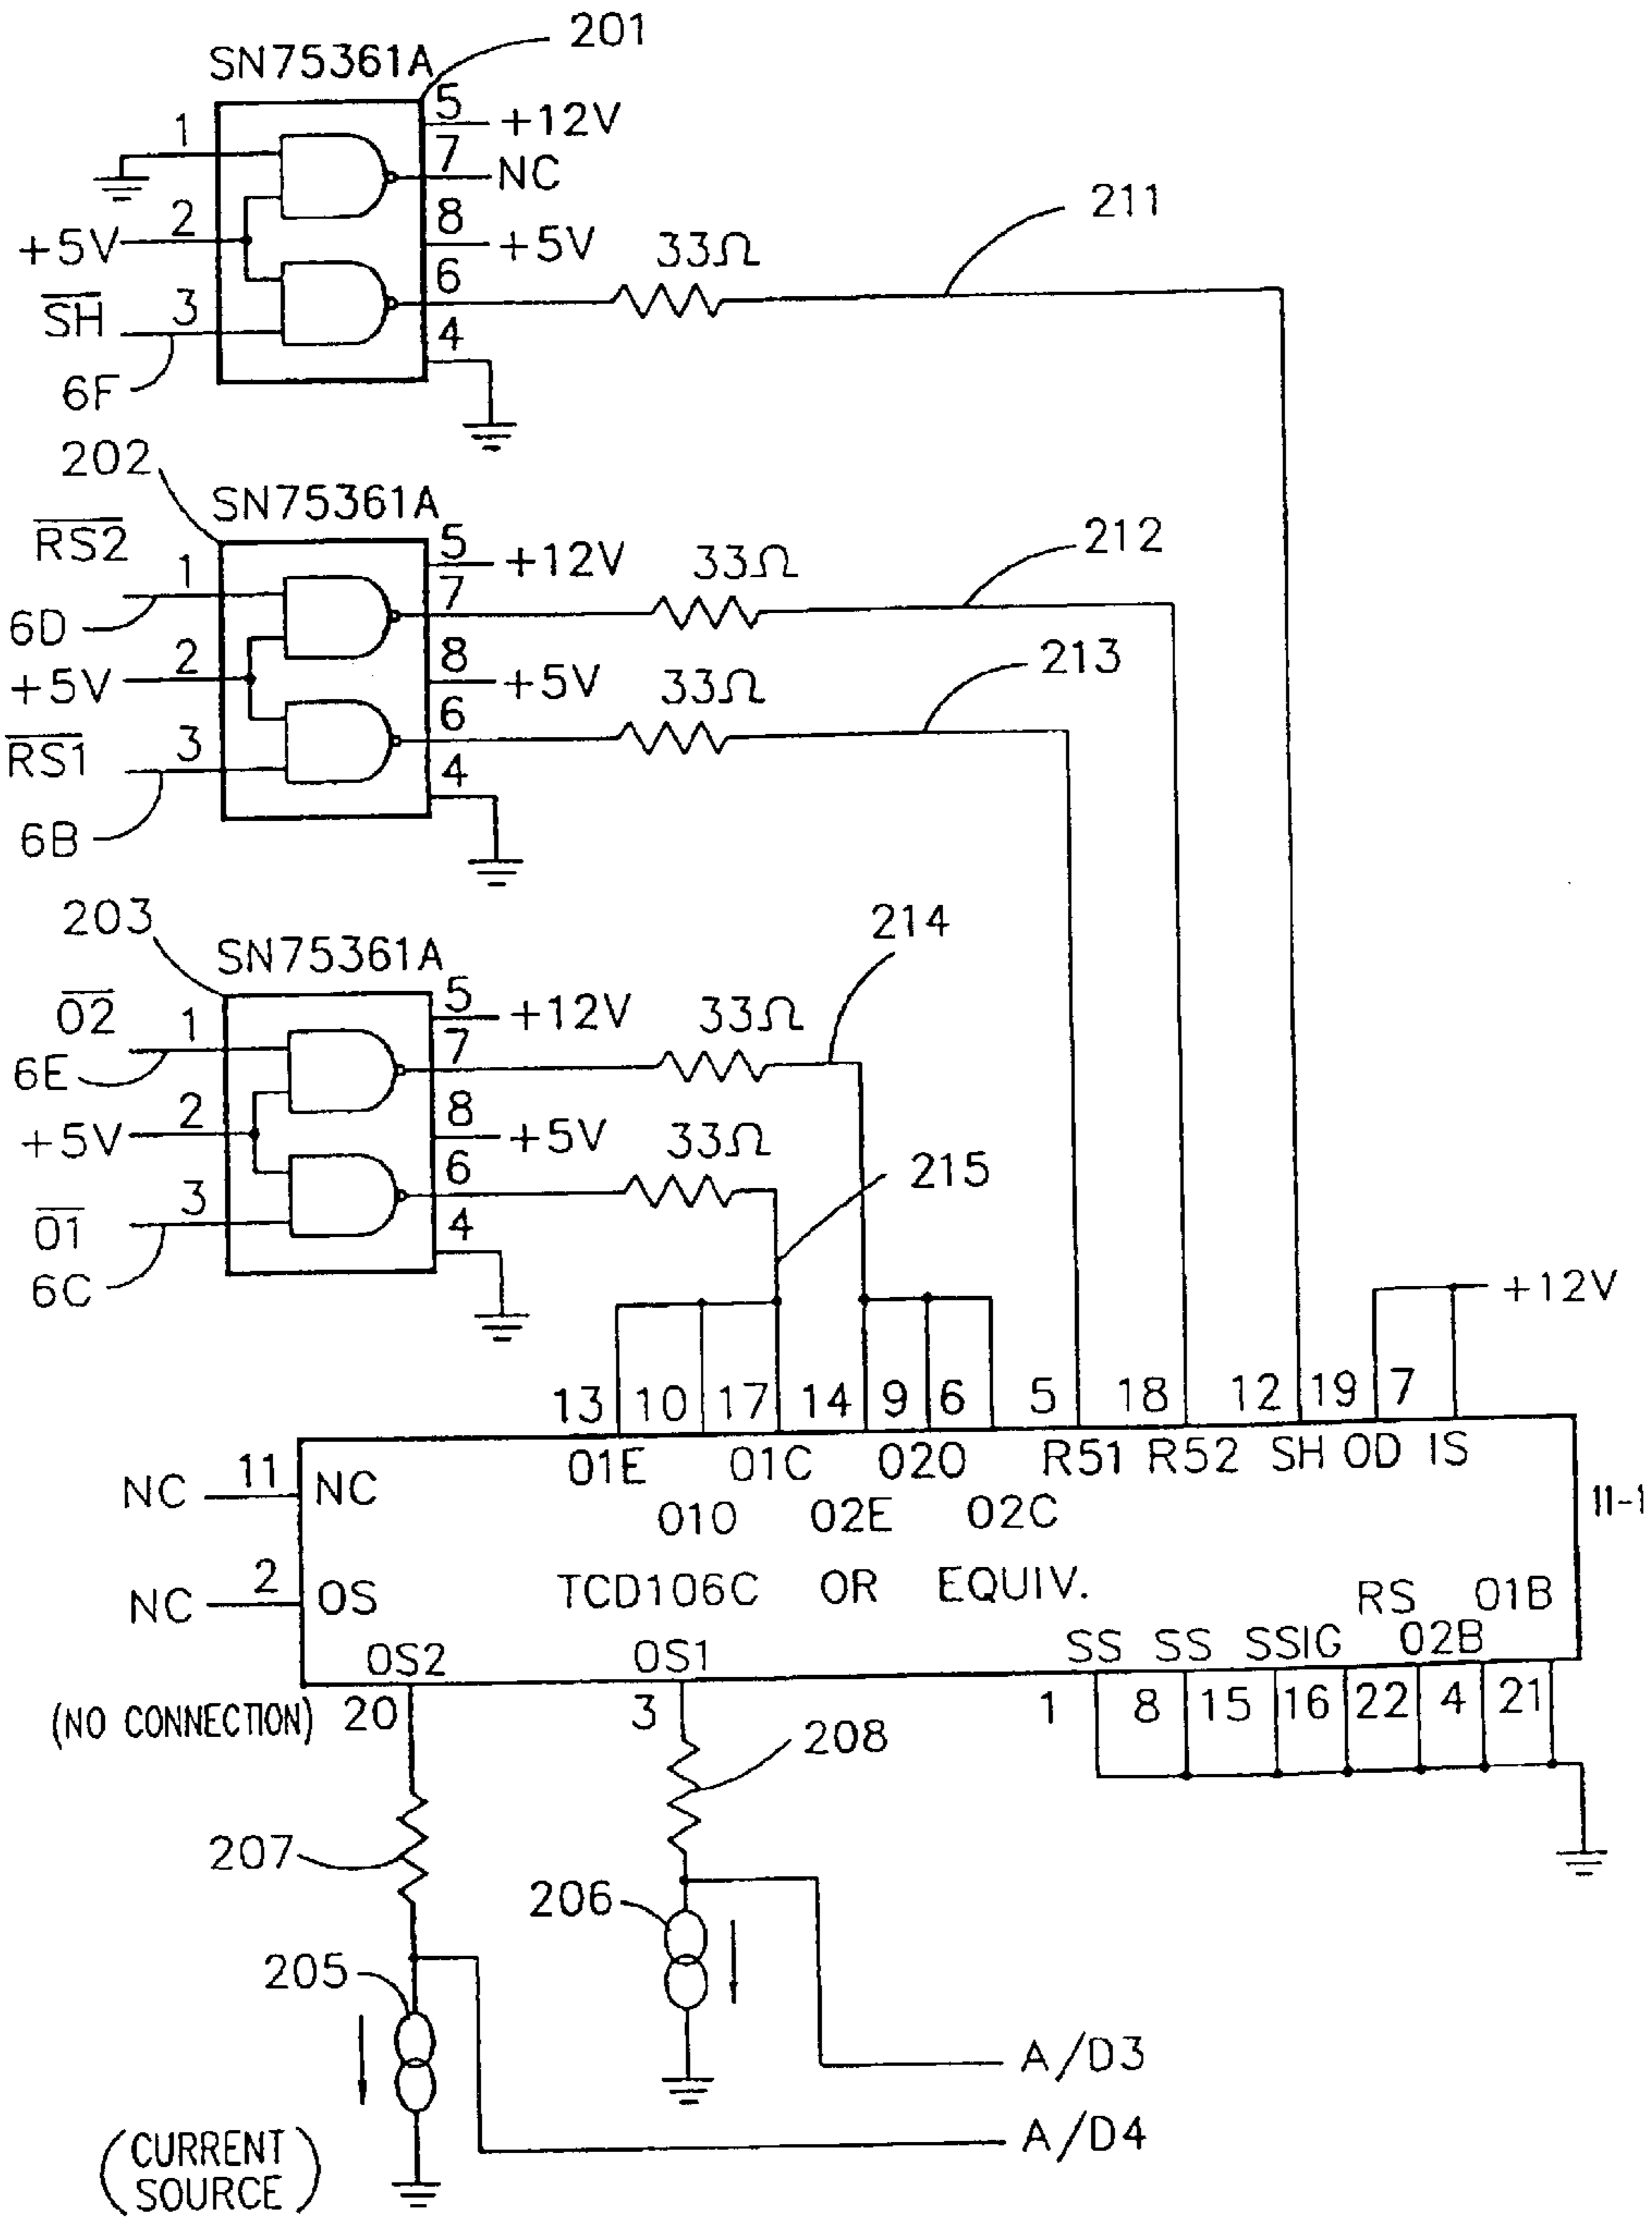 201
SN75361A
5 +12V
1
7 NC
2 8
+5V +5V
211
33Ω
6
SH 3
4
6F
202
SN75361A
RS2
5 +12V
33Ω
212
1 7
6D
2 8
+5V +5V
33Ω
213
6
RS1 3
4
6B
203
SN75361A
214
O2
5 +12V
33Ω
1 7
6E
2 8
+5V +5V
33Ω
215
6
O1 3
4
6C
+12V
13 10 17 14 9 6 5 18 12 19 7
O1E O1C O2O R51 R52 SH OD IS
O1O O2E O2C
NC 11 NC
11-1
NC 2 OS
TCD106C OR EQUIV.
RS O1B
SS SS SSIG O2B
OS2 OS1
(NO CONNECTION) 20 3 1 8 15 16 22 4 21
208
207
206
205
A/D3
A/D4
(CURRENT
SOURCE)